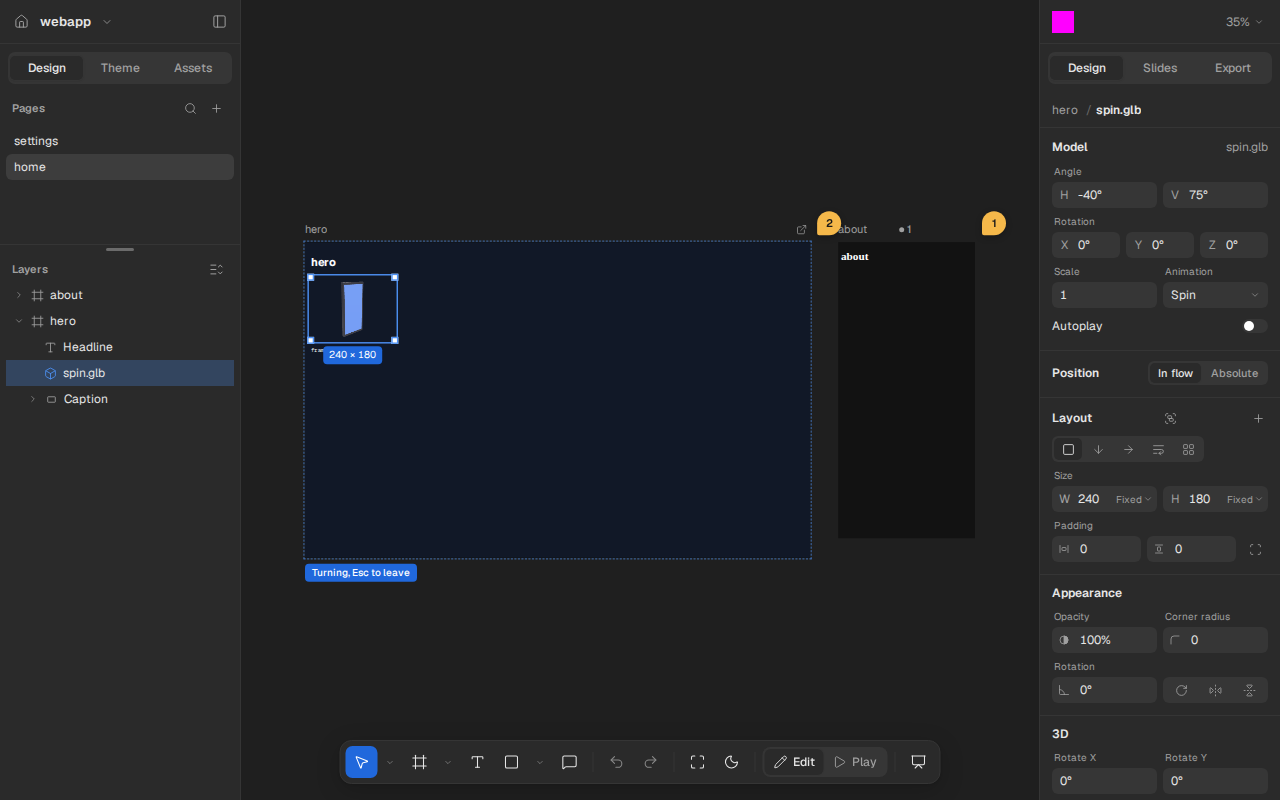 webapp
35%
Design
Theme
Assets
Design
Slides
Export
Pages
settings
home
Layers
about
hero
Headline
spin.glb
Caption
hero
2
about
1
1
hero
240 × 180
Turning, Esc to leave
about
hero / spin.glb
Model
spin.glb
Angle
H -40°
V 75°
Rotation
X 0°
Y 0°
Z 0°
Scale
Animation
1
Spin
Autoplay
Position
In flow
Absolute
Layout
Size
W 240 Fixed
H 180 Fixed
Padding
0
0
Appearance
Opacity
Corner radius
100%
0
Rotation
0°
3D
Rotate X
Rotate Y
0°
0°
Edit
Play